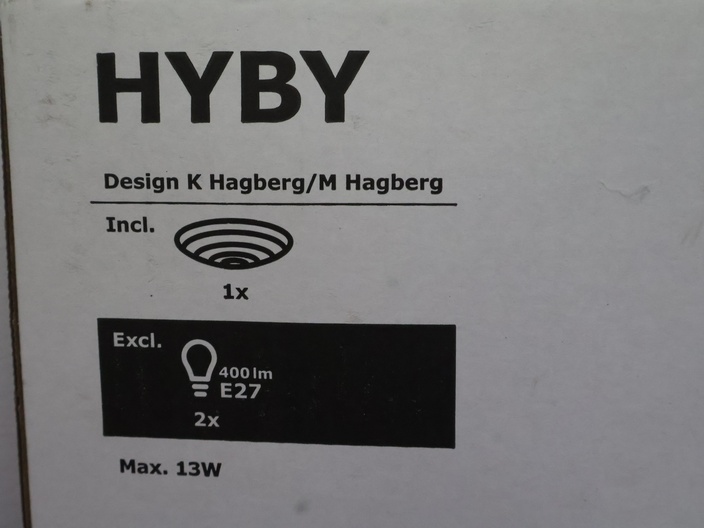 HYBY
Design K Hagberg/M Hagberg
Incl.
1x
Excl.
400 lm
E27
2x
Max. 13W